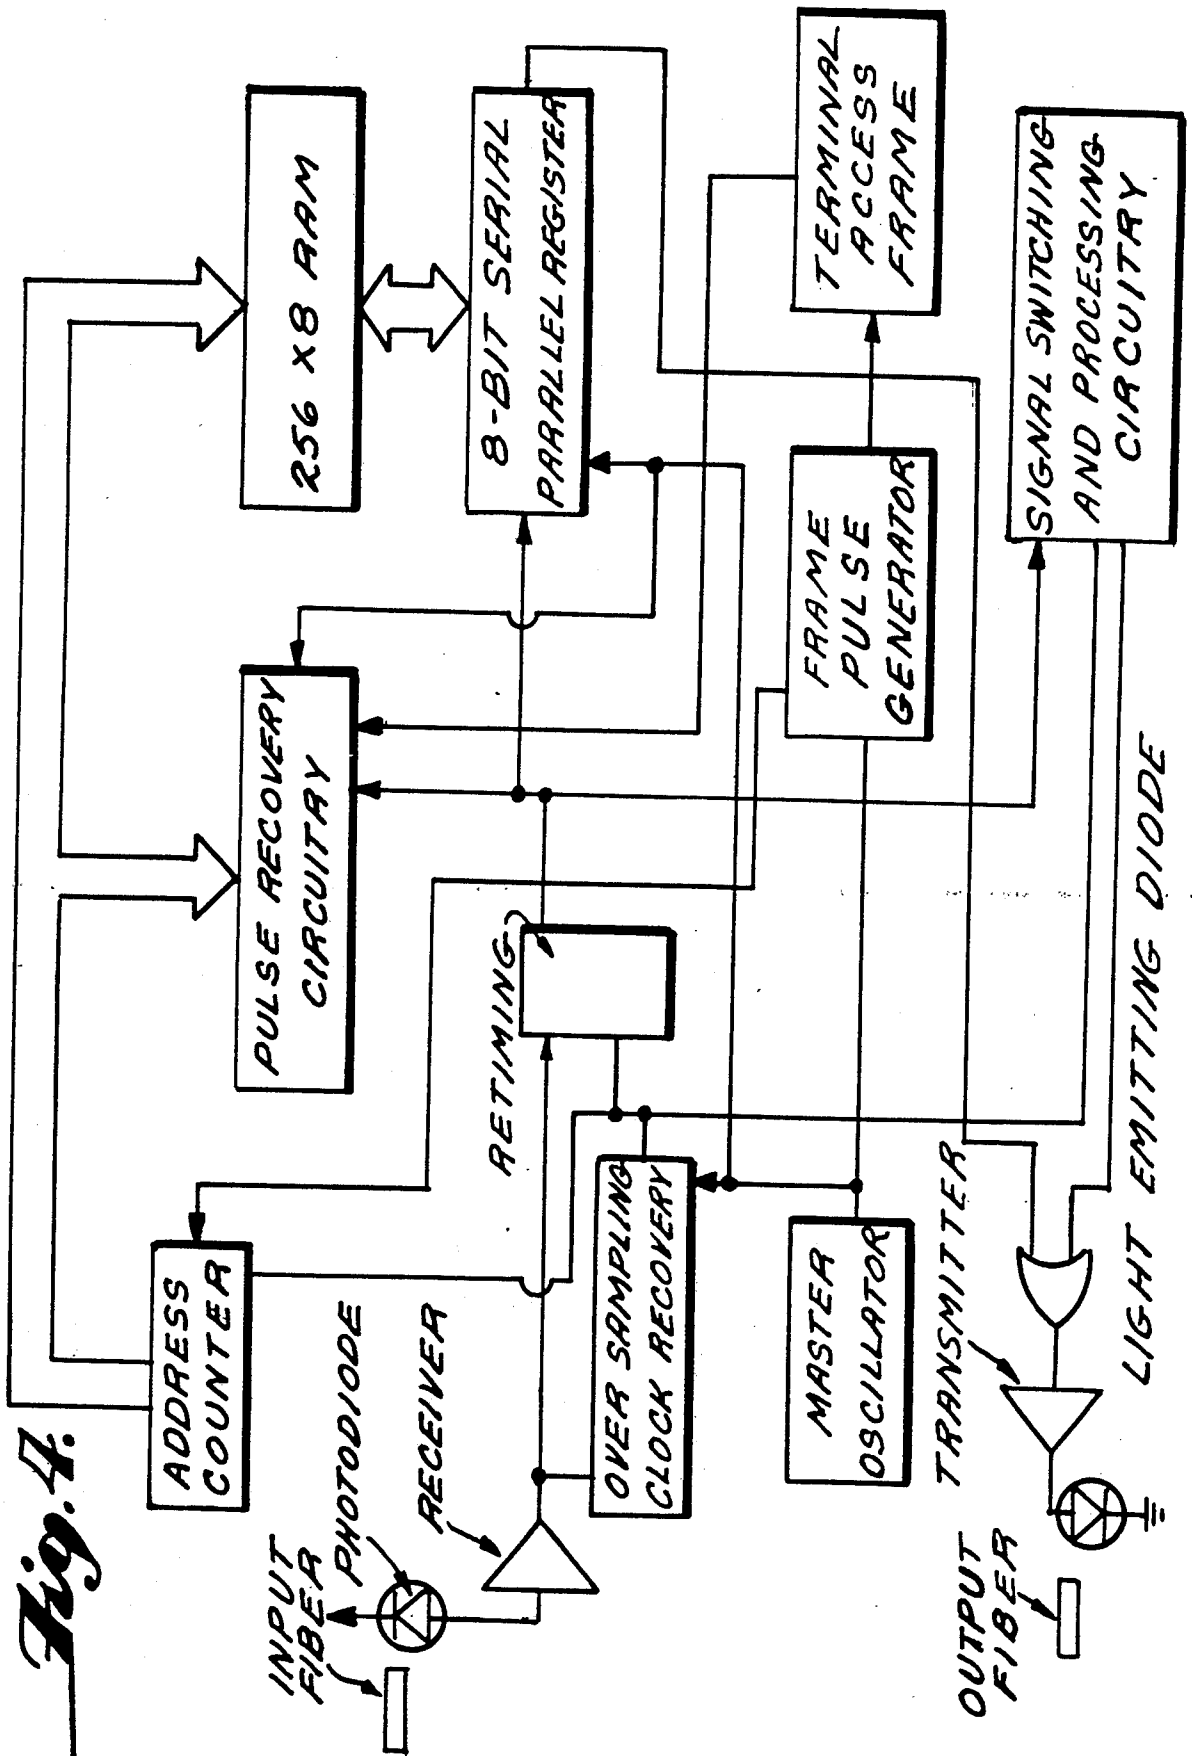 Fig. 4.
ADDRESS
COUNTER
PULSE RECOVERY
CIRCUITRY
256 X 8 RAM
INPUT
FIBER
PHOTODIODE
RECEIVER
RETIMING
8-BIT SERIAL
PARALLEL REGISTER
OVER SAMPLING
CLOCK RECOVERY
MASTER
OSCILLATOR
FRAME
PULSE
GENERATOR
TERMINAL
ACCESS
FRAME
OUTPUT
FIBER
TRANSMITTER
LIGHT EMITTING DIODE
SIGNAL SWITCHING
AND PROCESSING
CIRCUITRY